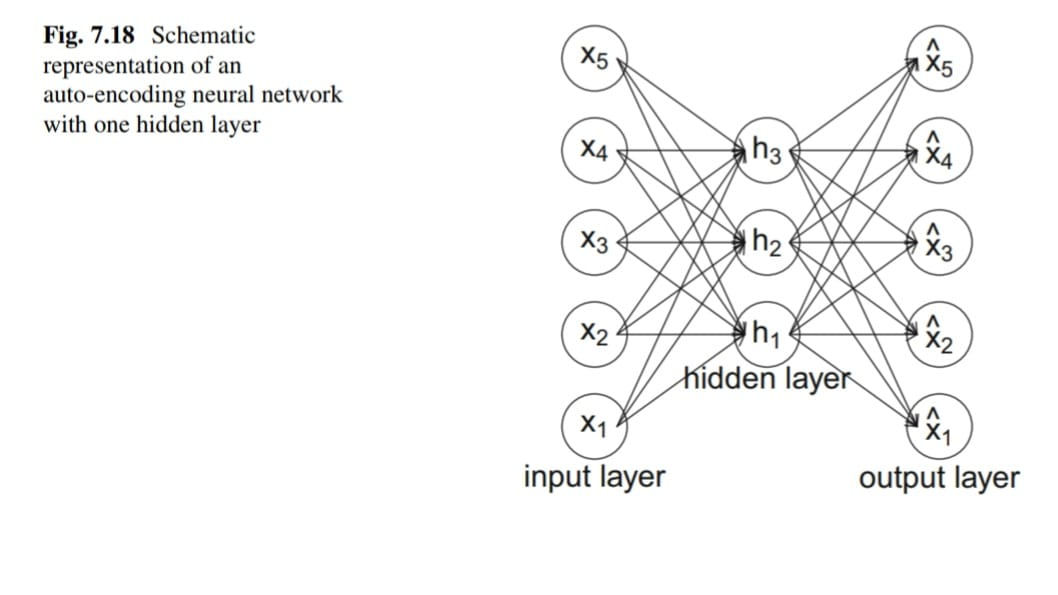 Fig. 7.18 Schematic
representation of an
auto-encoding neural network
with one hidden layer
x₅
x̂₅
x₄
h₃
x̂₄
x₃
h₂
x̂₃
x₂
h₁
x̂₂
hidden layer
x₁
x̂₁
input layer
output layer